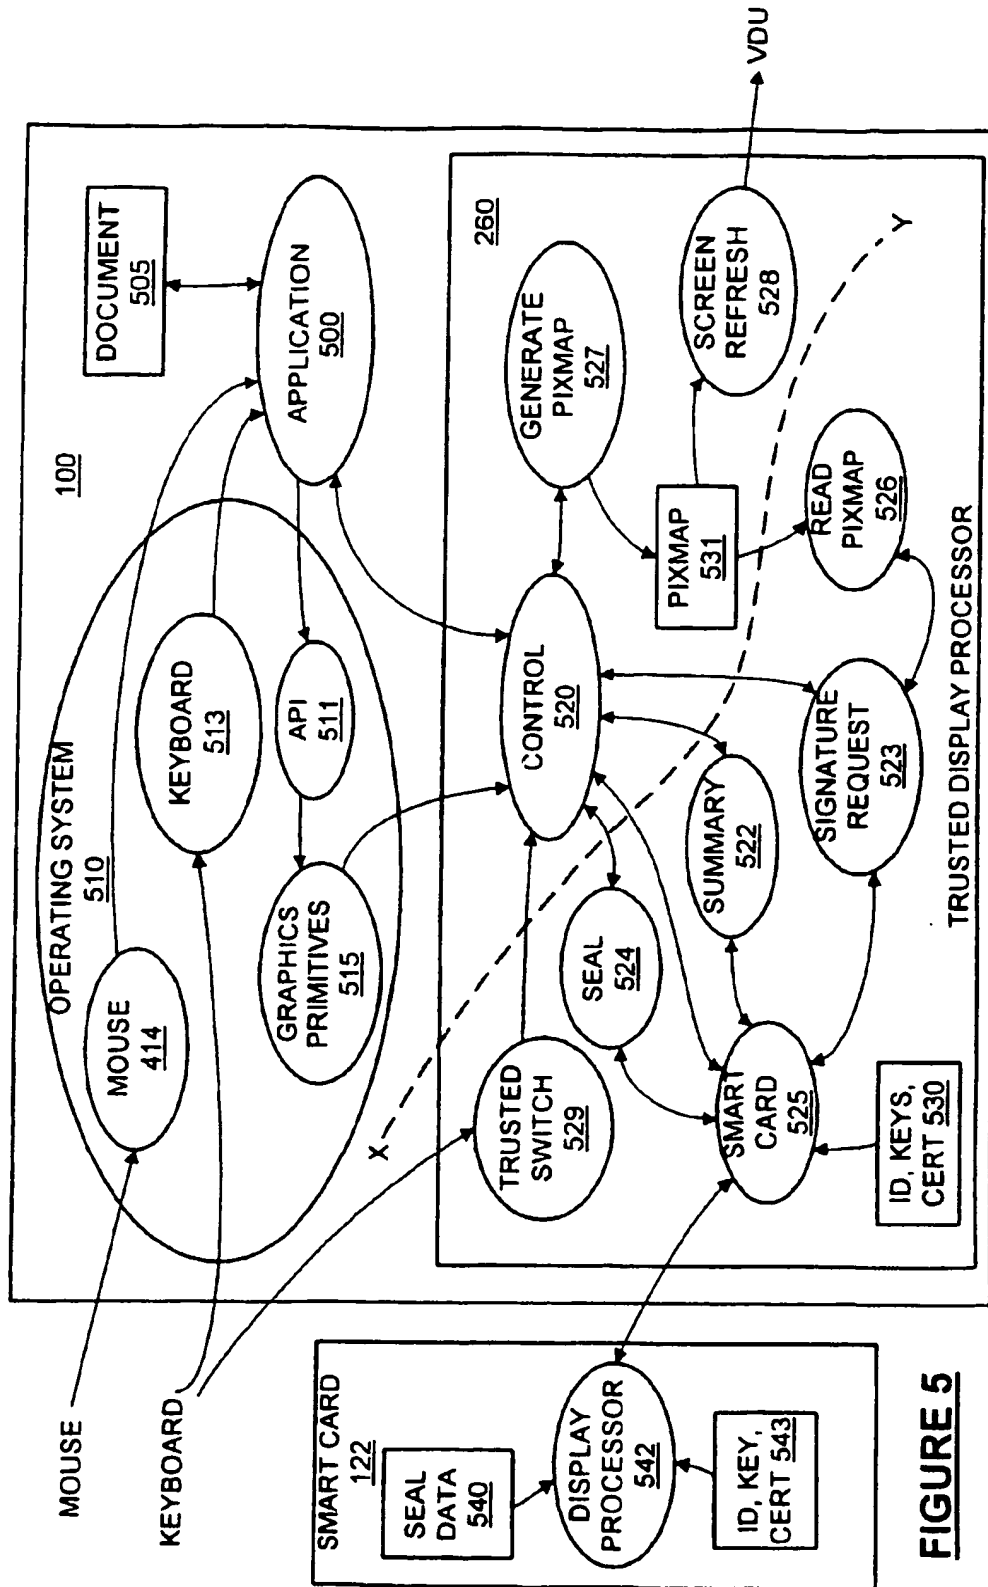 MOUSE
KEYBOARD
100
OPERATING SYSTEM
510
MOUSE
414
KEYBOARD
513
API
511
GRAPHICS
PRIMITIVES
515
DOCUMENT
505
APPLICATION
500
X
Y
260
TRUSTED
SWITCH
529
CONTROL
520
GENERATE
PIXMAP
527
SEAL
524
PIXMAP
531
SCREEN
REFRESH
528
VDU
SUMMARY
522
READ
PIXMAP
526
SMART
CARD
525
SIGNATURE
REQUEST
523
ID, KEYS,
CERT 530
TRUSTED DISPLAY PROCESSOR
SMART CARD
122
SEAL
DATA
540
DISPLAY
PROCESSOR
542
ID, KEY,
CERT 543
FIGURE 5